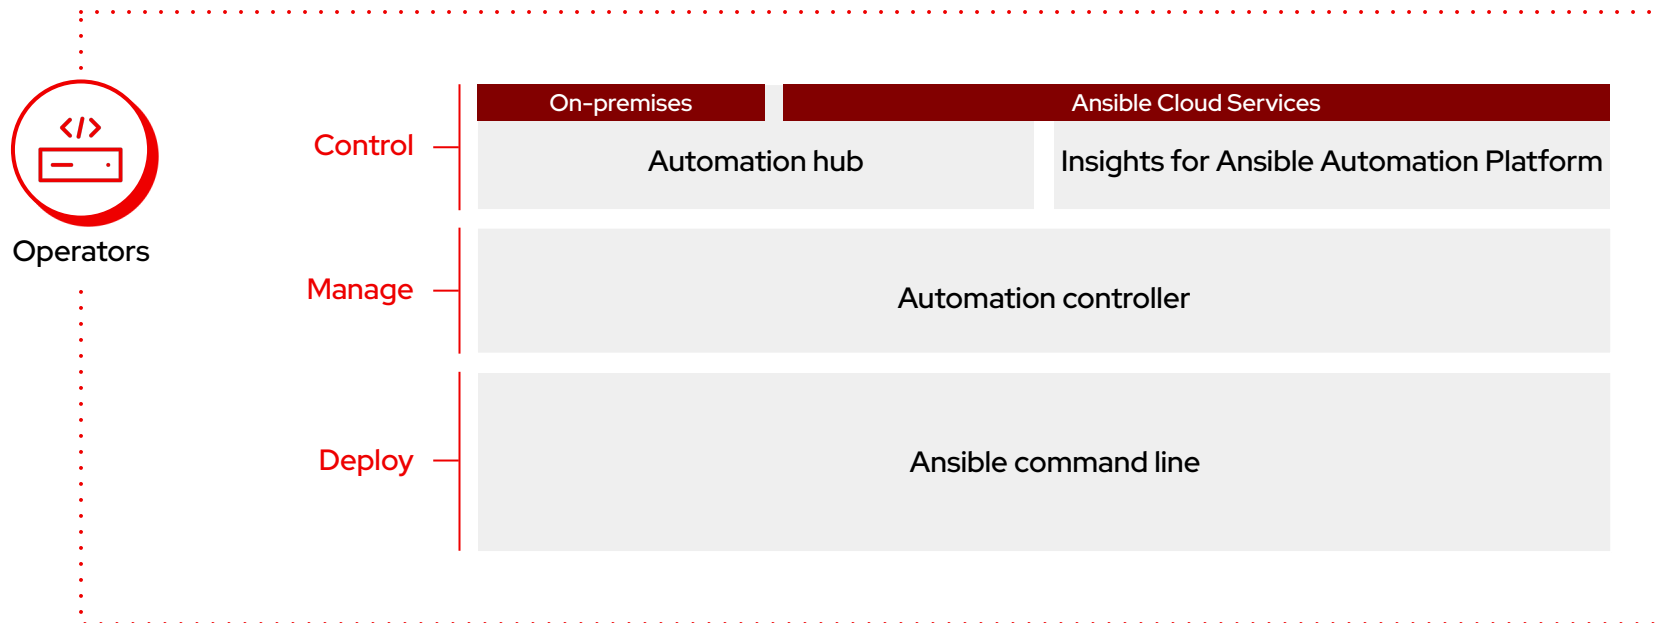 On-premises
Ansible Cloud Services
Control
Automation hub
Insights for Ansible Automation Platform
</>
Operators
Manage
Automation controller
Deploy
Ansible command line